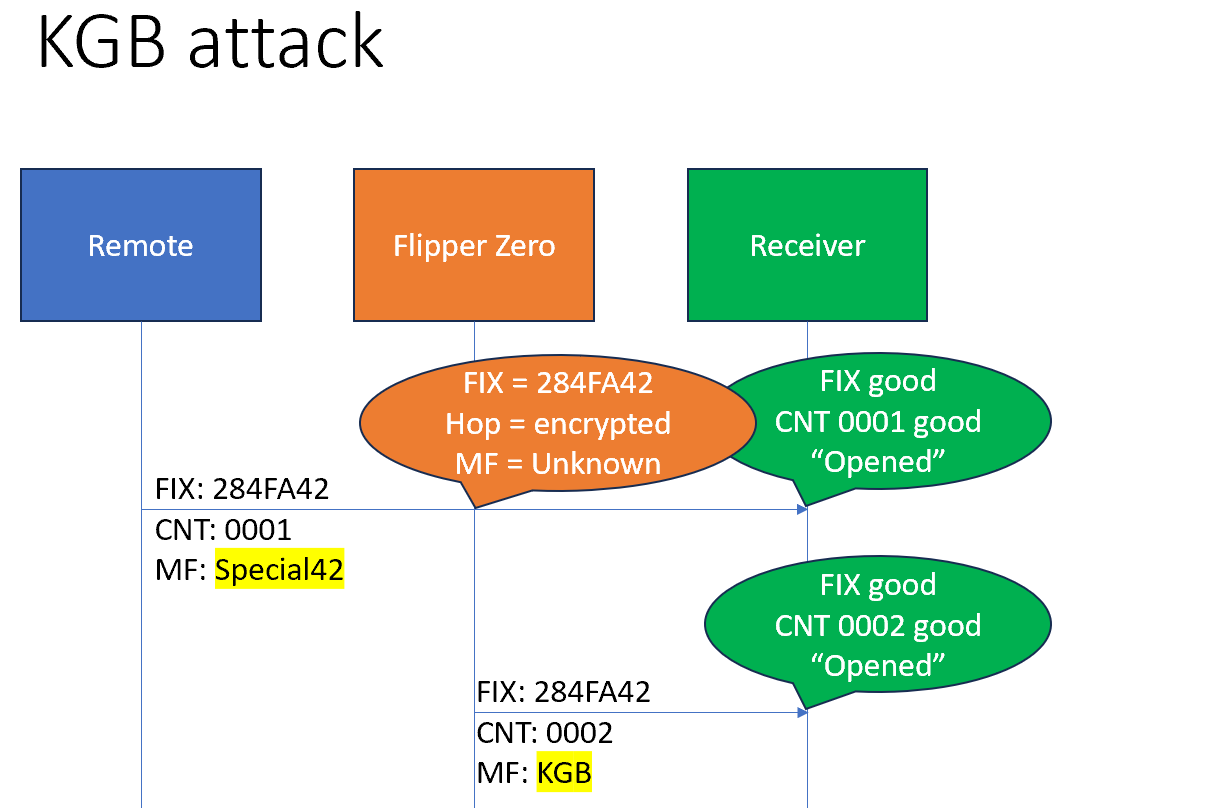 KGB attack
Remote
Flipper Zero
Receiver
FIX = 284FA42
Hop = encrypted
MF = Unknown
FIX good
CNT 0001 good
“Opened”
FIX: 284FA42
CNT: 0001
MF: Special42
FIX good
CNT 0002 good
“Opened”
FIX: 284FA42
CNT: 0002
MF: KGB